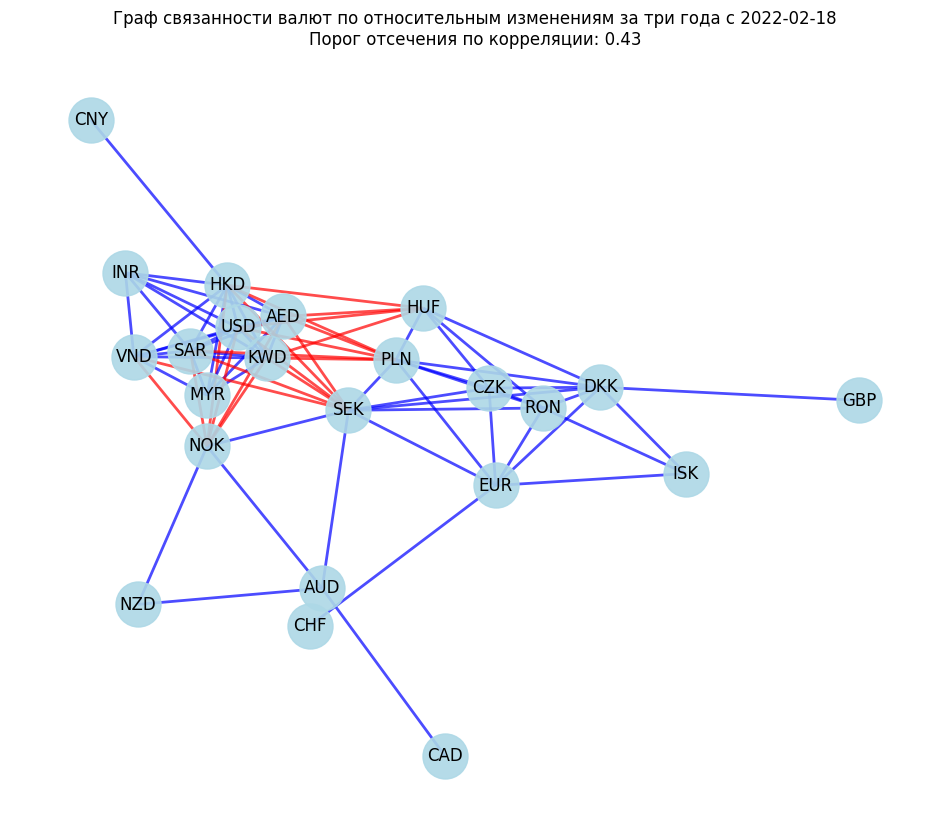 Граф связанности валют по относительным изменениям за три года с 2022-02-18
Порог отсечения по корреляции: 0.43
CNY
INR
HKD
AED
HUF
USD
SAR
VND
KWD
PLN
MYR
CZK
DKK
GBP
SEK
RON
NOK
ISK
EUR
AUD
NZD
CHF
CAD